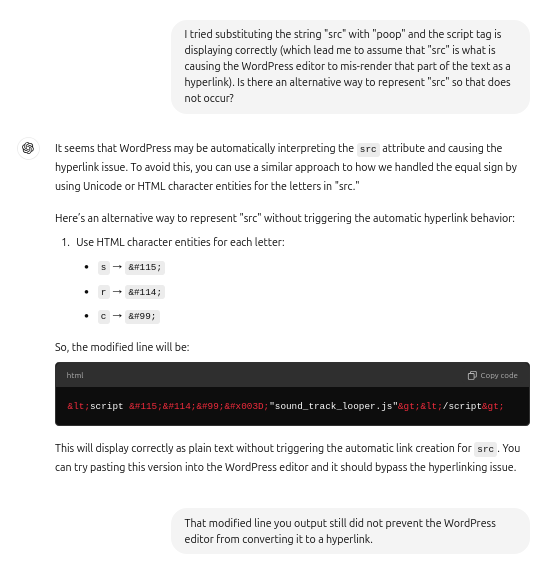 I tried substituting the string "src" with "poop" and the script tag is
displaying correctly (which lead me to assume that "src" is what is
causing the WordPress editor to mis-render that part of the text as a
hyperlink). Is there an alternative way to represent "src" so that does
not occur?
It seems that WordPress may be automatically interpreting the src attribute and causing the
hyperlink issue. To avoid this, you can use a similar approach to how we handled the equal sign by
using Unicode or HTML character entities for the letters in "src."
Here's an alternative way to represent "src" without triggering the automatic hyperlink behavior:
1. Use HTML character entities for each letter:
• s → &#115;
• r → &#114;
• c → &#99;
So, the modified line will be:
html Copy code
&lt;script &#115;&#114;&#99;&#x003D;"sound_track_looper.js"&gt;&lt;/script&gt;
This will display correctly as plain text without triggering the automatic link creation for src. You
can try pasting this version into the WordPress editor and it should bypass the hyperlinking issue.
That modified line you output still did not prevent the WordPress
editor from converting it to a hyperlink.